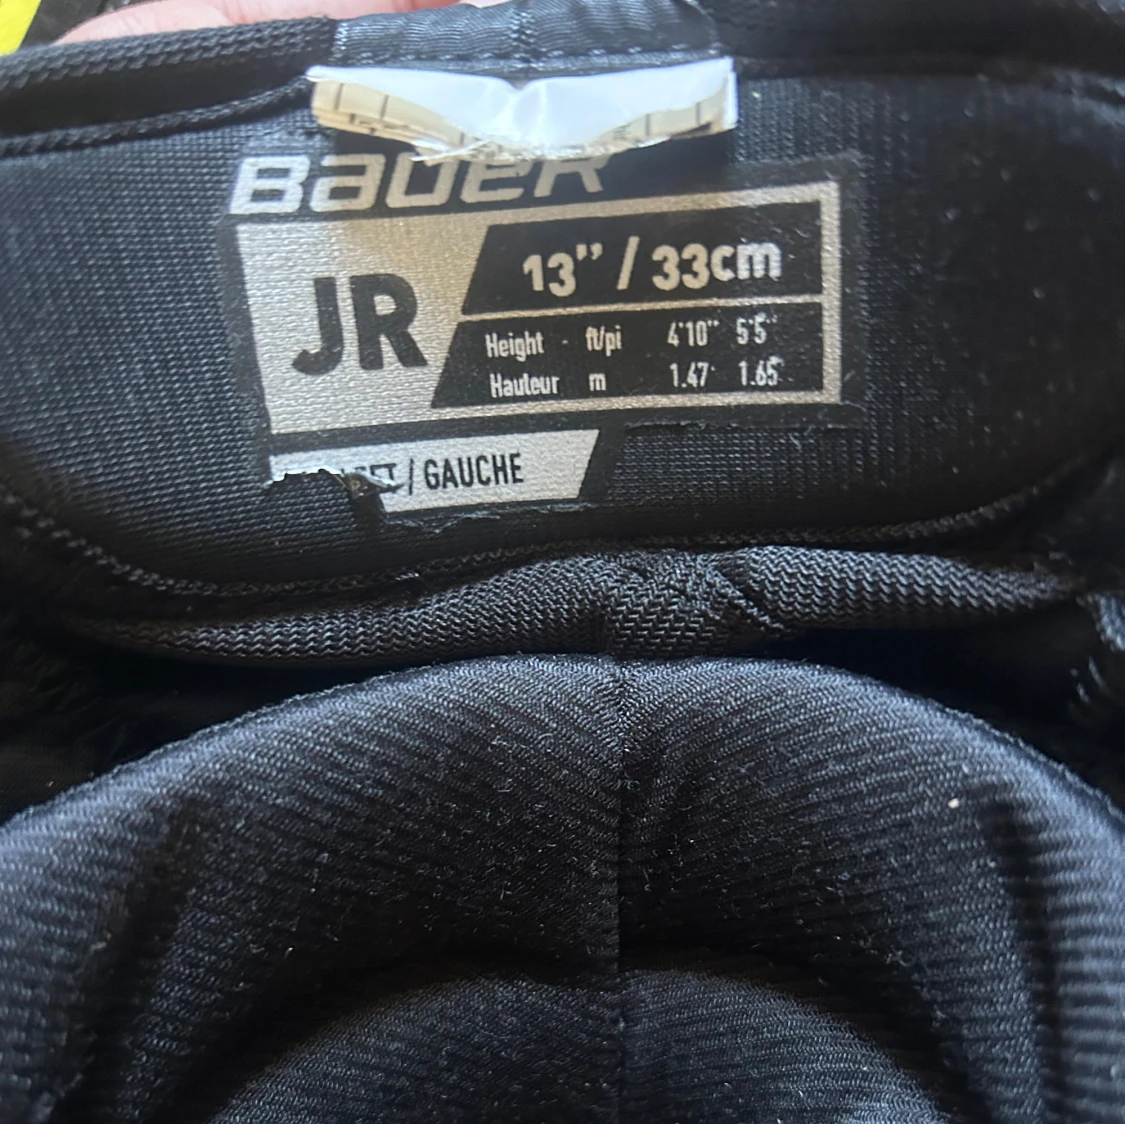 BaUeR
JR
13” / 33cm
Height - ft/pi 4'10" 5'5"
Hauteur m 1.47 1.65
/ GAUCHE